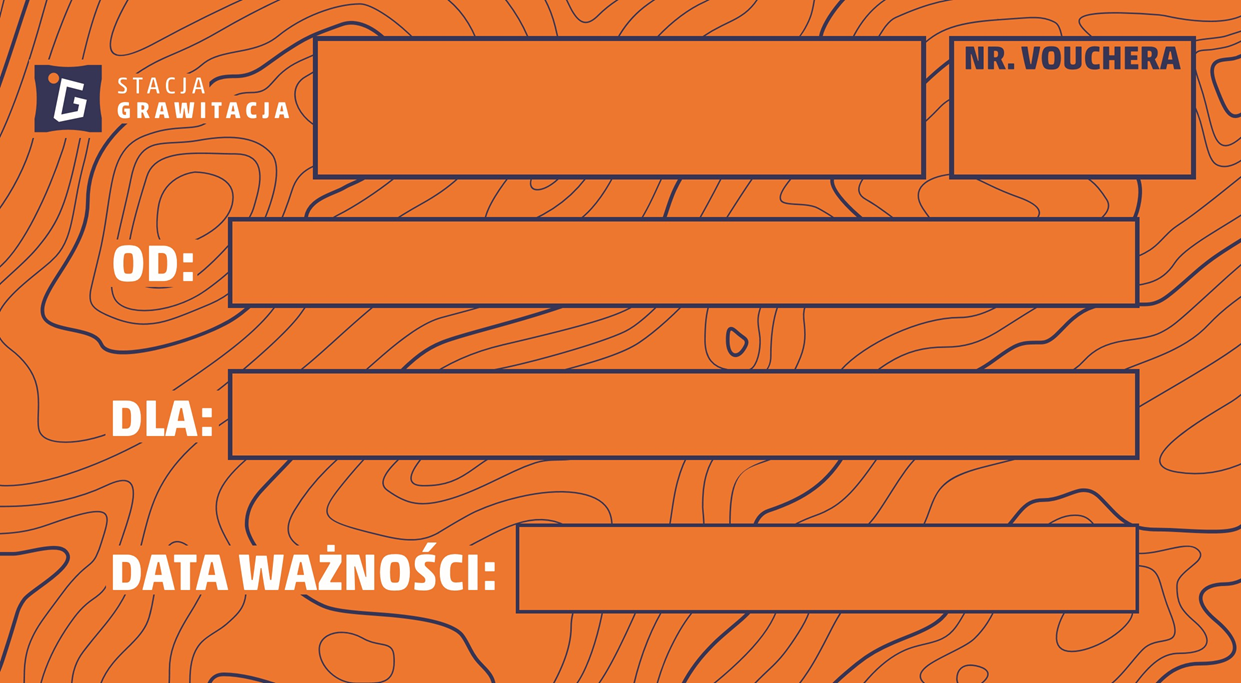 STACJA
GRAWITACJA
NR. VOUCHERA
OD:
DLA:
DATA WAŻNOŚCI: